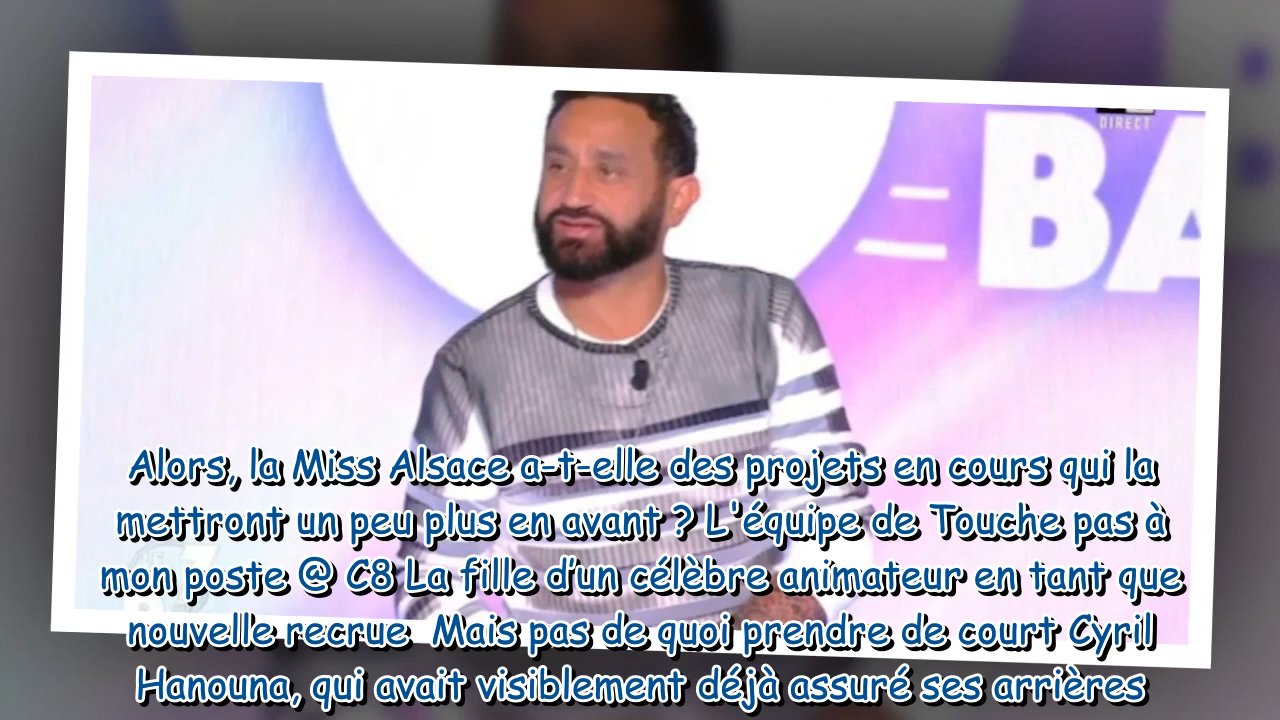 DIRECT
BA
Alors, la Miss Alsace a-t-elle des projets en cours qui la
mettront un peu plus en avant ? L'équipe de Touche pas à
mon poste @ C8 La fille d’un célèbre animateur en tant que
nouvelle recrue  Mais pas de quoi prendre de court Cyril
Hanouna, qui avait visiblement déjà assuré ses arrières